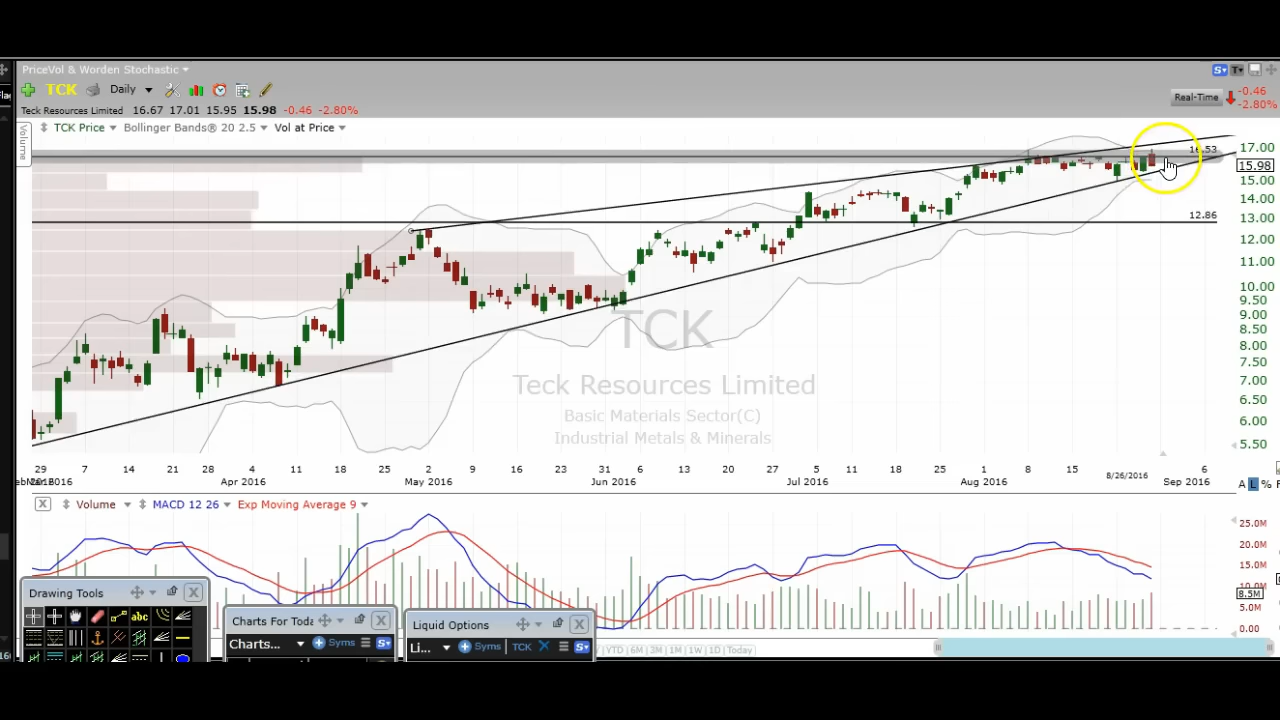 PriceVol & Worden Stochastic
TCK Daily
Teck Resources Limited 16.67 17.01 15.95 15.98 -0.46 -2.80%
Real-Time -0.46
-2.80%
TCK Price Bollinger Bands® 20 2.5 Vol at Price
Volume
17.00
16.53
15.98
15.00
14.00
13.00
12.86
12.00
11.00
10.00
9.50
9.00
8.50
8.00
7.50
7.00
6.50
6.00
5.50
TCK
Teck Resources Limited
Basic Materials Sector(C)
Industrial Metals & Minerals
29 7 14 21 28 4 11 18 25 2 9 16 23 31 6 13 20 27 5 11 18 25 1 8 15 8/26/2016 6
2016 Apr 2016 May 2016 Jun 2016 Jul 2016 Aug 2016 Sep 2016
A L %
X Volume MACD 12 26 Exp Moving Average 9
25.0M
20.0M
15.0M
10.0M
8.5M
5.0M
0.00
Drawing Tools X
abc
Charts For Toda X
Charts... Syms S
Liquid Options X
Li... Syms TCK X S
YTD 6M 3M 1M 1W 1D Today